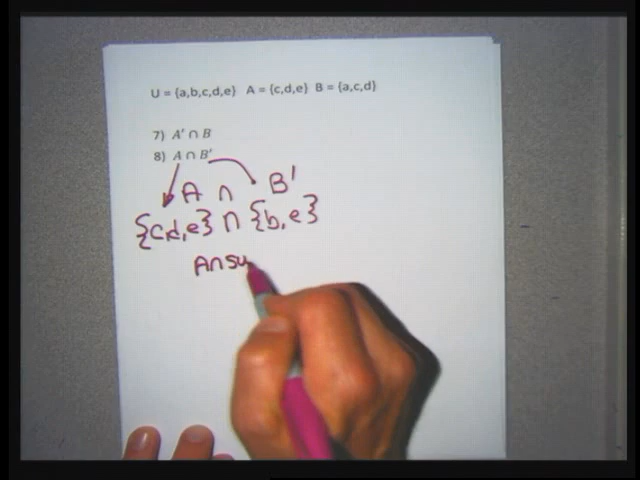 U = {a,b,c,d,e} A = {c,d,e} B = {a,c,d}
7) A' ∩ B
8) A ∩ B'
A ∩ B'
{c,d,e} ∩ {b,e}
Answ